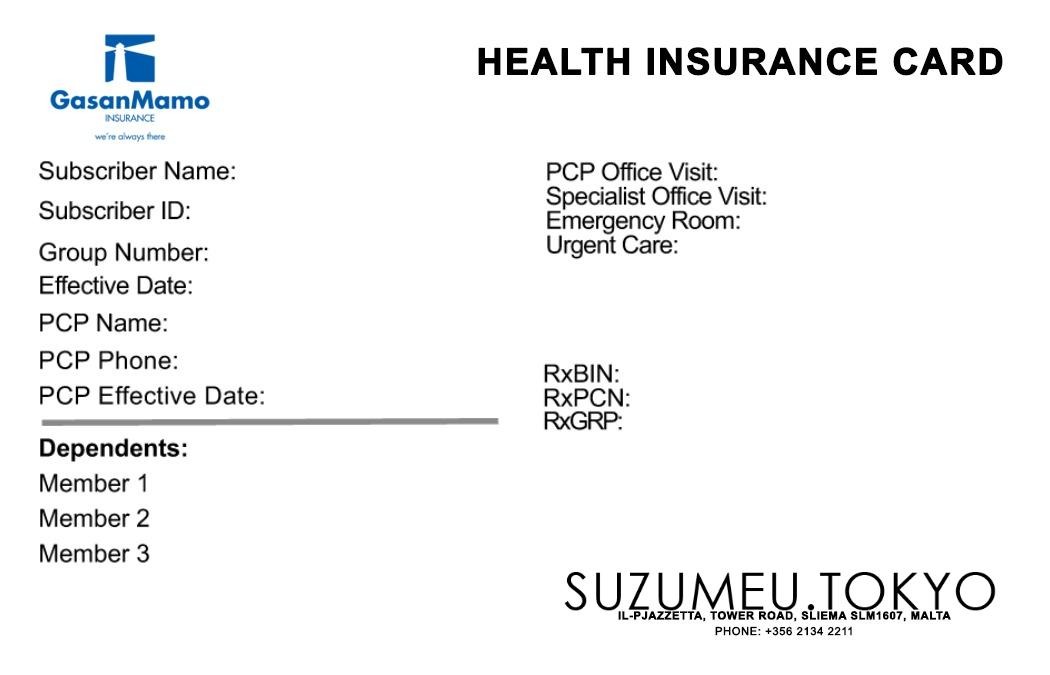 GasanMamo
INSURANCE
we're always there
HEALTH INSURANCE CARD
Subscriber Name:
Subscriber ID:
Group Number:
Effective Date:
PCP Name:
PCP Phone:
PCP Effective Date:
Dependents:
Member 1
Member 2
Member 3
PCP Office Visit:
Specialist Office Visit:
Emergency Room:
Urgent Care:
RxBIN:
RxPCN:
RxGRP:
SUZUMEU.TOKYO
IL-PJAZZETTA, TOWER ROAD, SLIEMA SLM1607, MALTA
PHONE: +356 2134 2211